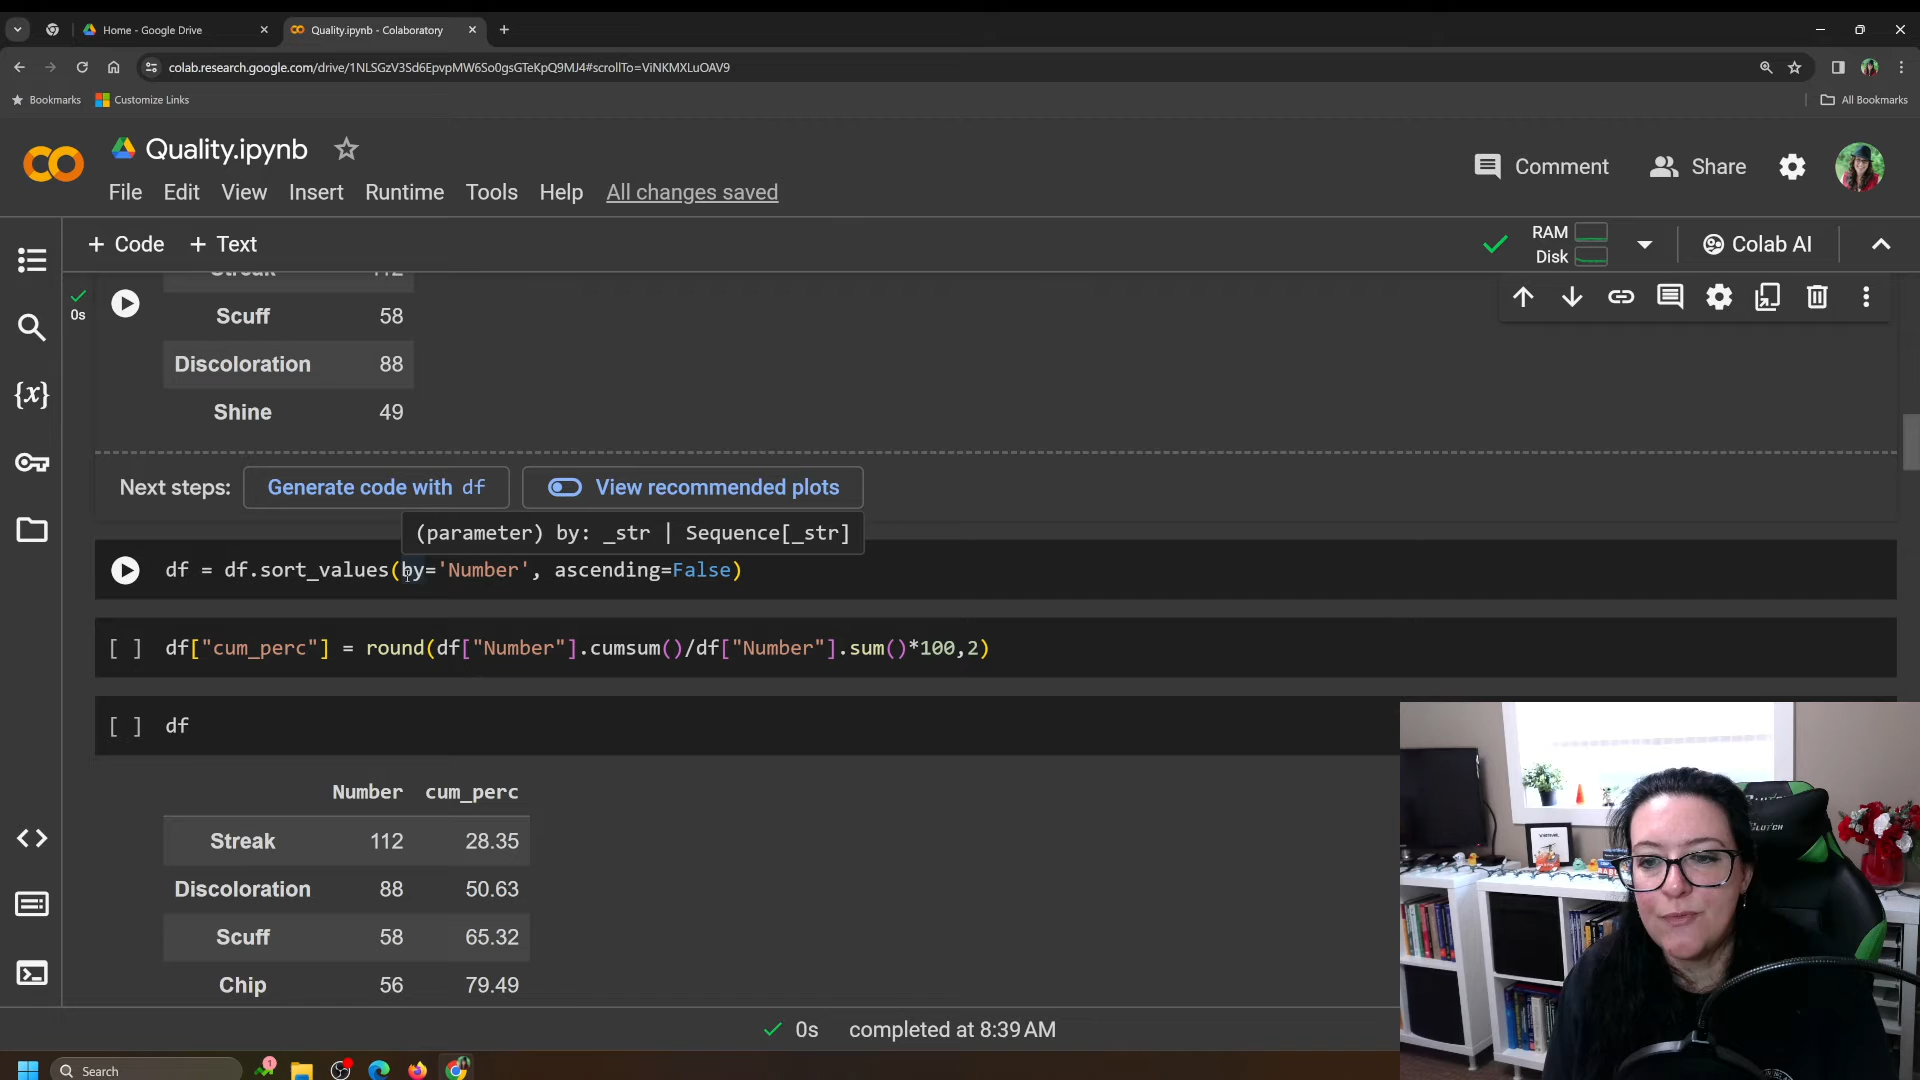 Home - Google Drive
Quality.ipynb - Colaboratory
colab.research.google.com/drive/1NLSGzV3Sd6EpvpMW6So0gsGTeKpQ9MJ4#scrollTo=ViNKMXLuOAV9
Bookmarks
Customize Links
All Bookmarks
Quality.ipynb
Comment
Share
File Edit View Insert Runtime Tools Help All changes saved
+ Code + Text
RAM
Disk
Colab AI
Streak 112
0s
Scuff 58
Discoloration 88
Shine 49
Next steps: Generate code with df View recommended plots
(parameter) by: _str | Sequence[_str]
df = df.sort_values(by='Number', ascending=False)
[ ] df["cum_perc"] = round(df["Number"].cumsum()/df["Number"].sum()*100,2)
[ ] df
Number cum_perc
Streak 112 28.35
Discoloration 88 50.63
Scuff 58 65.32
Chip 56 79.49
0s completed at 8:39 AM
Search
1